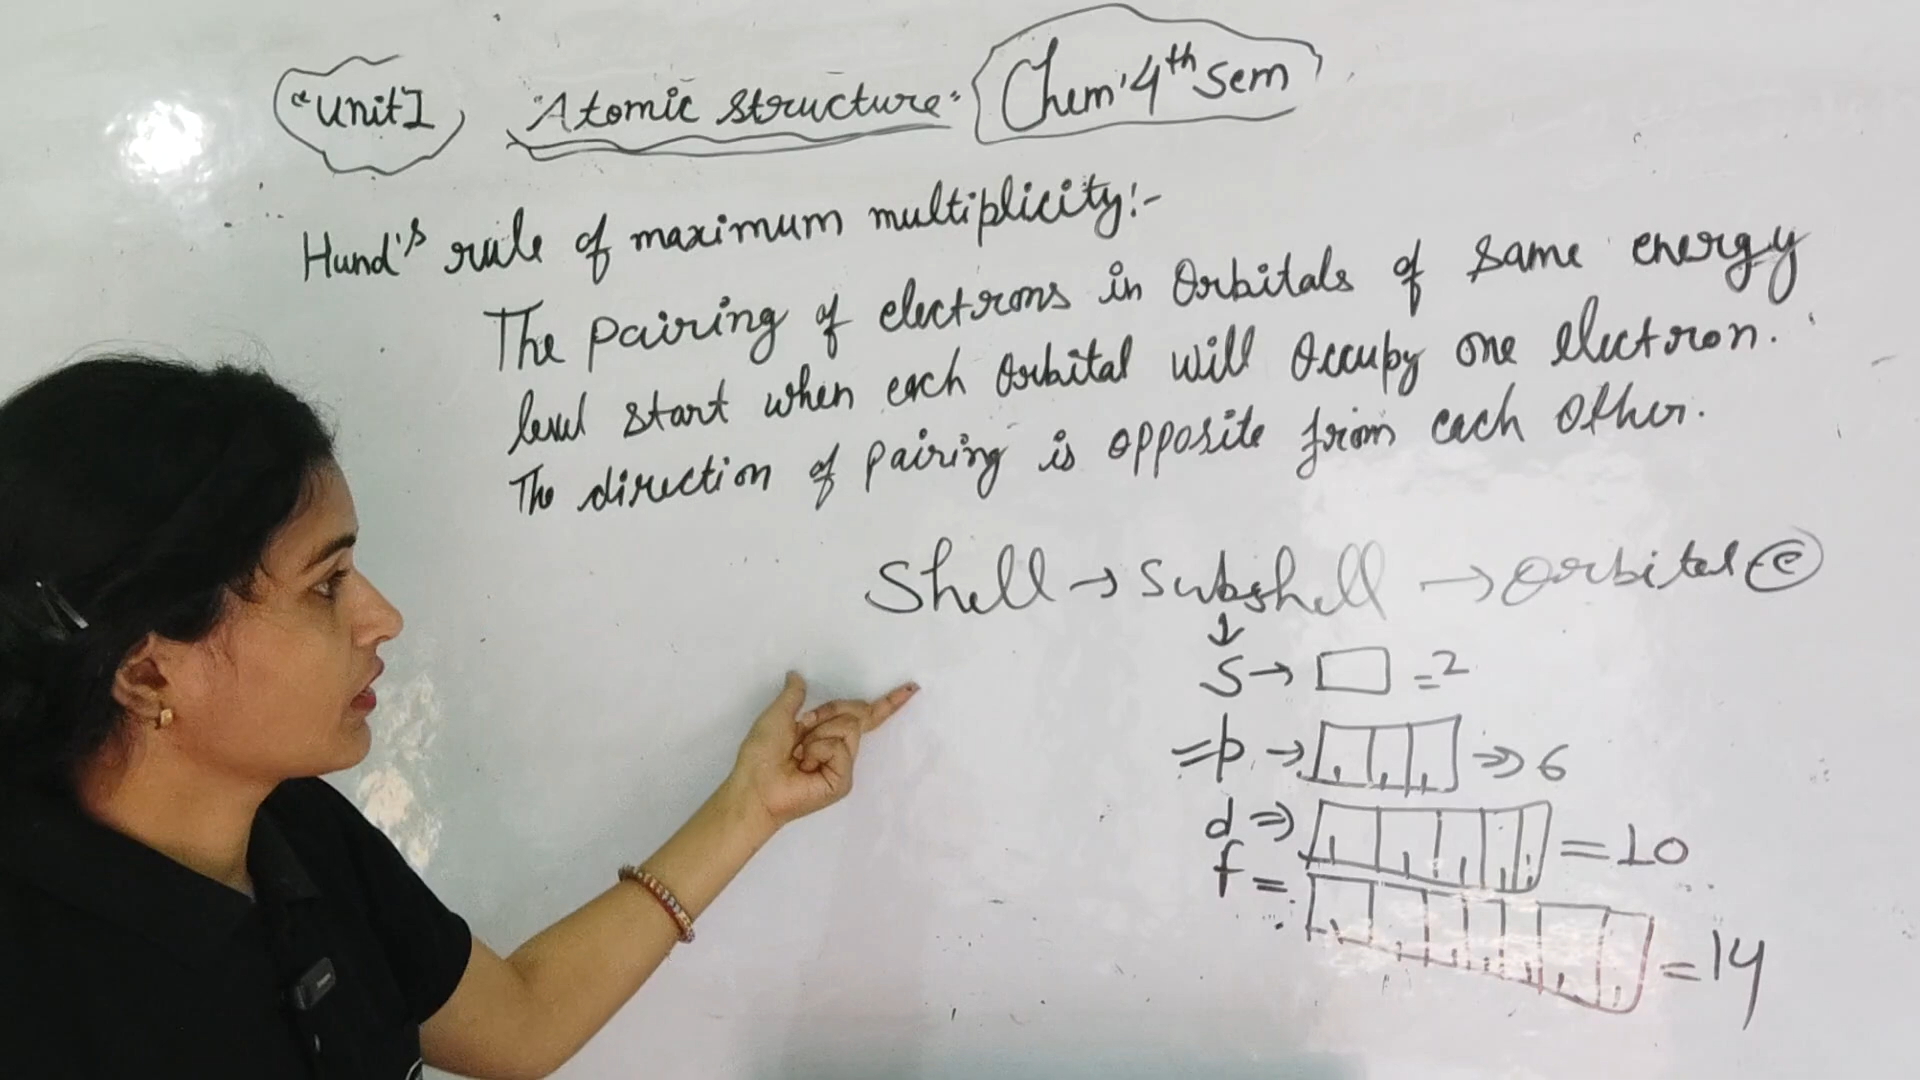 "Unit I
"Atomic structure"
Chem. 4th sem
Hund's rule of maximum multiplicity:-
The pairing of electrons in Orbitals of same energy
level start when each Orbital will Occupy one electron.
The direction of pairing is opposite from each other.
Shell → Subshell → Orbital e
↓
S → = 2
= p → ⇒ 6
d ⇒ = 10
f = = 14